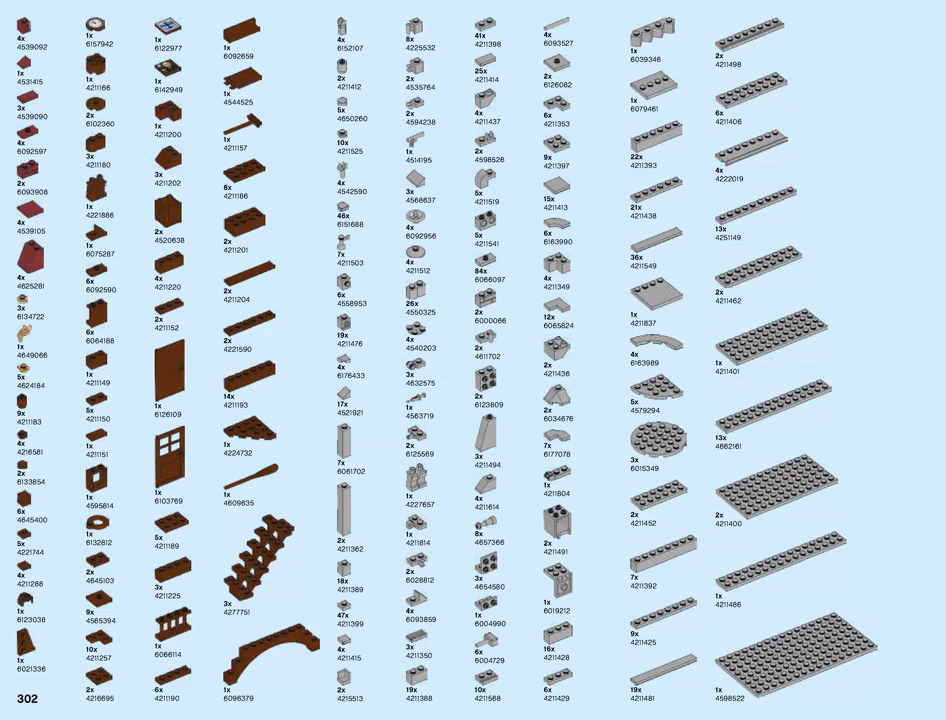 4x
4539092
1x
4531415
3x
4539090
4x
6092597
2x
6093908
4x
4539105
4x
4625281
3x
6134722
1x
4649066
5x
4624184
9x
4211183
4x
4216581
2x
6133854
6x
4645400
5x
4221744
4x
4211288
1x
6123038
1x
6021336
1x
6157942
1x
4211166
2x
6102360
3x
4211180
1x
4221886
1x
6075287
6x
6092590
6x
6064188
1x
4211149
5x
4211150
1x
4211151
1x
4595814
1x
6132812
2x
4645103
9x
4565394
10x
4211257
2x
4216695
1x
6122977
1x
6142949
1x
4211200
3x
4211202
2x
4520638
4x
4211220
2x
4211152
1x
6126109
1x
6103769
5x
4211189
3x
4211225
1x
6066114
6x
4211190
1x
6092659
1x
4544525
1x
4211157
8x
4211186
2x
4211201
2x
4211204
2x
4221590
14x
4211193
1x
4224732
1x
4609635
3x
4277751
1x
6096379
4x
6152107
2x
4211412
5x
4650260
10x
4211525
4x
4542590
46x
6151688
7x
4211503
6x
4558953
19x
4211476
4x
6176433
17x
4521921
7x
6061702
2x
4211362
18x
4211389
47x
4211399
4x
4211415
2x
4215513
8x
4225532
2x
4535764
2x
4594238
1x
4514195
3x
4568637
4x
6092956
4x
4211512
26x
4550325
4x
4540203
3x
4632575
1x
4563719
2x
6125569
1x
4227657
1x
4211814
2x
6028812
4x
6093859
3x
4211350
19x
4211388
41x
4211398
25x
4211414
4x
4211437
2x
4598526
5x
4211519
5x
4211541
84x
6066097
2x
6000066
2x
4611702
2x
6123809
3x
4211494
4x
4211614
8x
4657366
3x
4654580
1x
6004990
6x
6004729
10x
4211568
4x
6093527
2x
6126082
6x
4211353
9x
4211397
15x
4211413
6x
6163990
4x
4211349
12x
6065824
2x
4211436
2x
6034676
7x
6177078
1x
4211804
2x
4211491
1x
6019212
16x
4211428
6x
4211429
1x
6039346
1x
6079461
22x
4211393
21x
4211438
36x
4211549
1x
4211837
4x
6163989
5x
4579294
3x
6015349
2x
4211452
7x
4211392
9x
4211425
19x
4211481
2x
4211498
6x
4211406
4x
4222019
13x
4251149
2x
4211462
1x
4211401
13x
4662161
2x
4211400
1x
4211486
1x
4598522
302